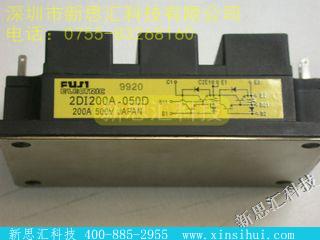 深圳市新思汇科技有限公司
电话：0755-83268180
FUJI
ELECTRIC
9920
2DI200A-050D
200A 500V JAPAN
新思汇科技
新思汇科技 400-885-2955 www.xinsihui.com